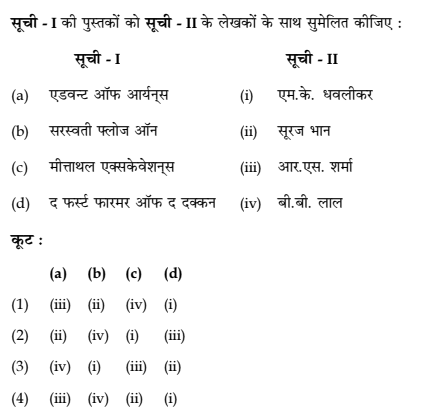 सूची - I की पुस्तकों को सूची - II के लेखकों के साथ सुमेलित कीजिए :
सूची - I सूची - II
(a) एडवन्ट ऑफ आर्यन्स (i) एम.के. धवलीकर
(b) सरस्वती फ्लोज ऑन (ii) सूरज भान
(c) मीत्ताथल एक्सकेवेशन्स (iii) आर.एस. शर्मा
(d) द फर्स्ट फारमर ऑफ द दक्कन (iv) बी.बी. लाल
कूट :
(a) (b) (c) (d)
(1) (iii) (ii) (iv) (i)
(2) (ii) (iv) (i) (iii)
(3) (iv) (i) (iii) (ii)
(4) (iii) (iv) (ii) (i)